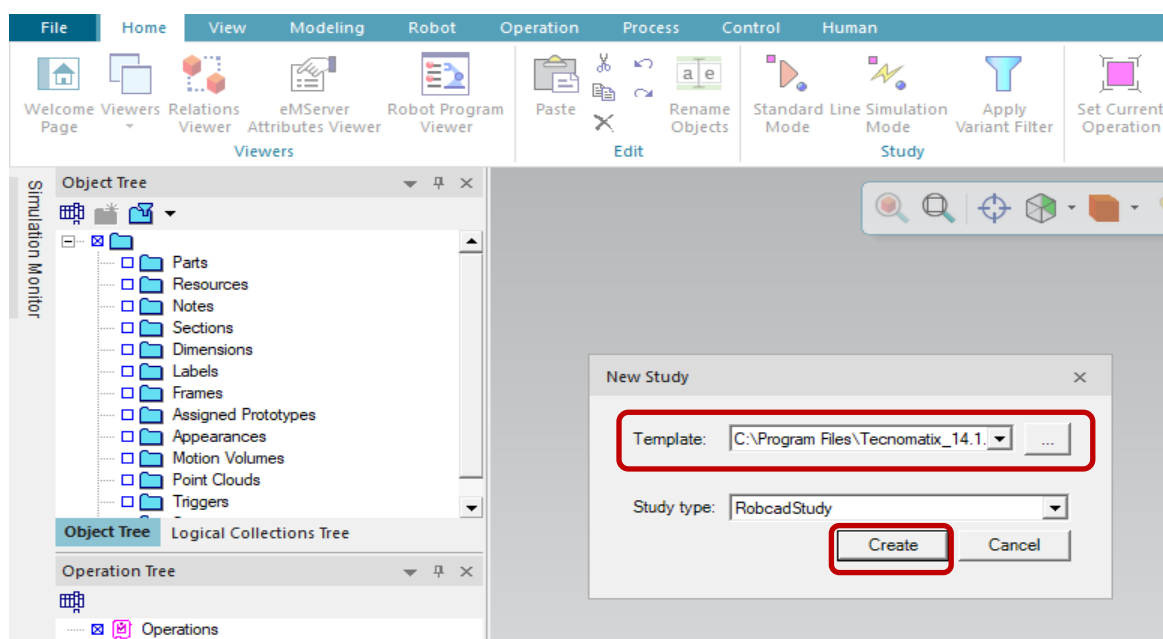 File Home View Modeling Robot Operation Process Control Human
Welcome Page
Viewers
Relations Viewer
eMServer Attributes Viewer
Robot Program Viewer
Viewers
Paste
a e
Rename Objects
Edit
Standard Mode
Line Simulation Mode
Apply Variant Filter
Study
Set Current Operation
Simulation Monitor
Object Tree
Parts
Resources
Notes
Sections
Dimensions
Labels
Frames
Assigned Prototypes
Appearances
Motion Volumes
Point Clouds
Triggers
Object Tree Logical Collections Tree
Operation Tree
Operations
New Study
Template: C:\Program Files\Tecnomatix_14.1. ...
Study type: RobcadStudy
Create Cancel